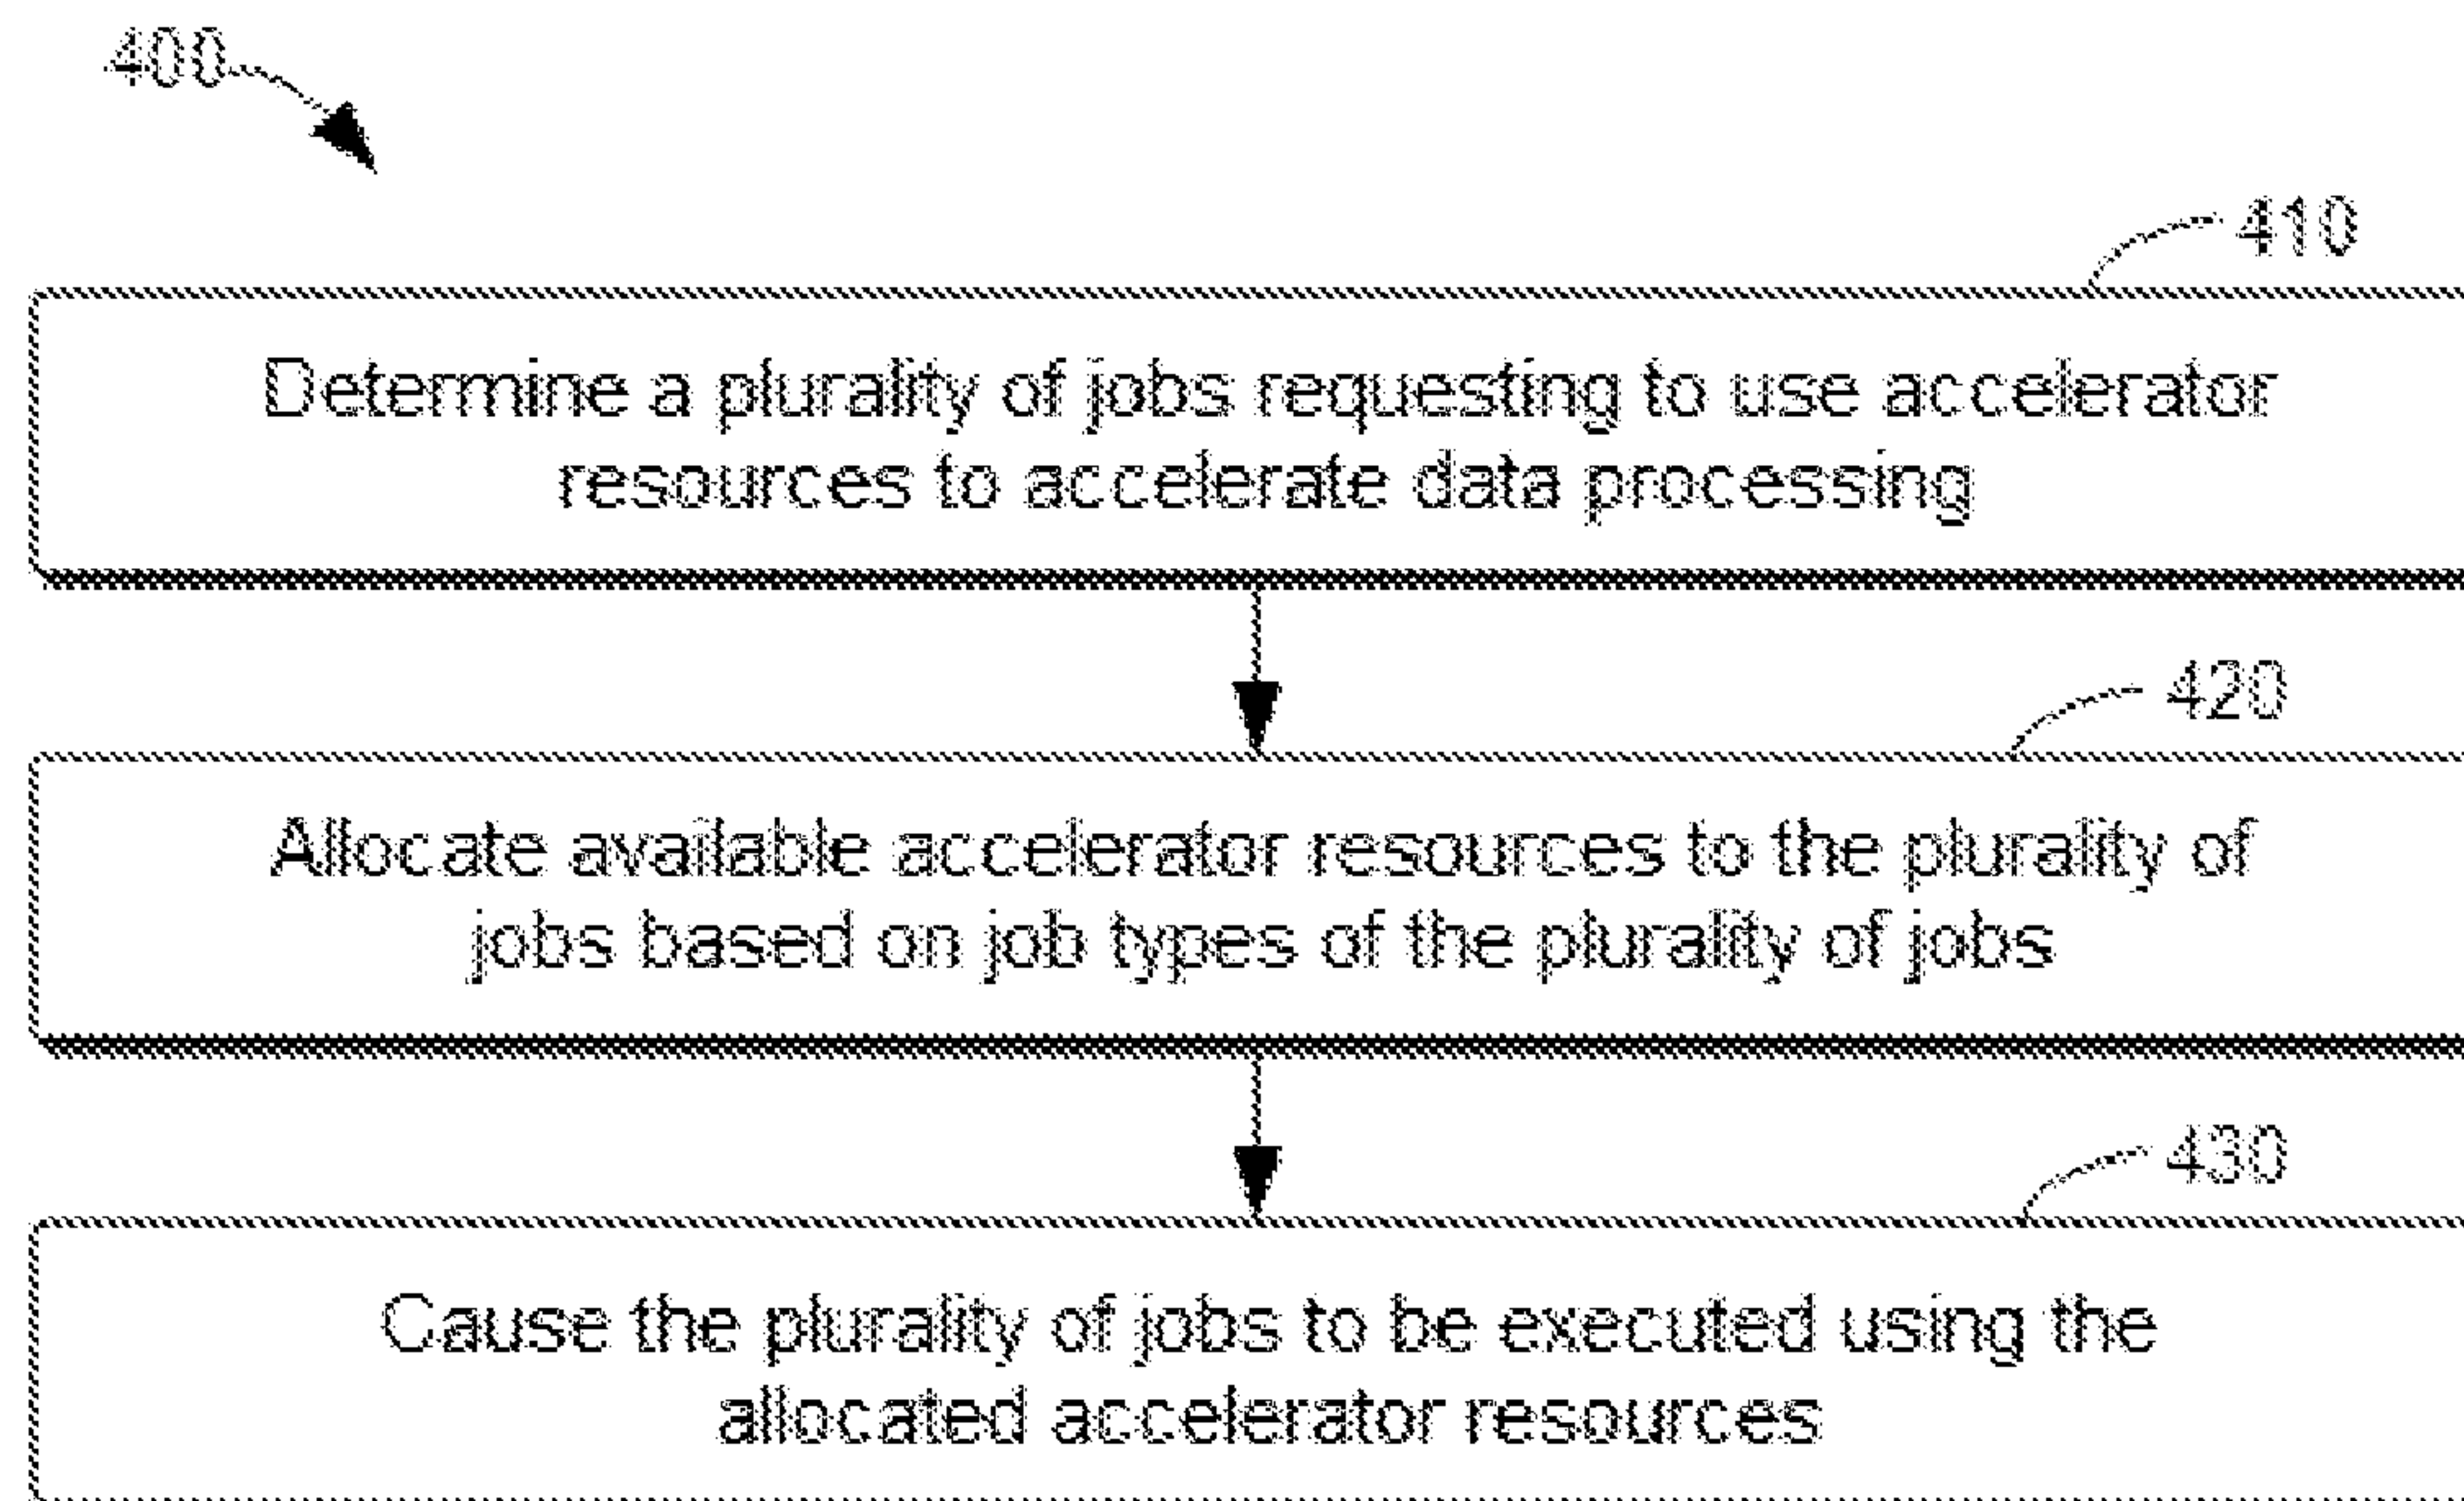 400
410
Determine a plurality of jobs requesting to use accelerator
resources to accelerate data processing
420
Allocate available accelerator resources to the plurality of
jobs based on job types of the plurality of jobs
430
Cause the plurality of jobs to be executed using the
allocated accelerator resources